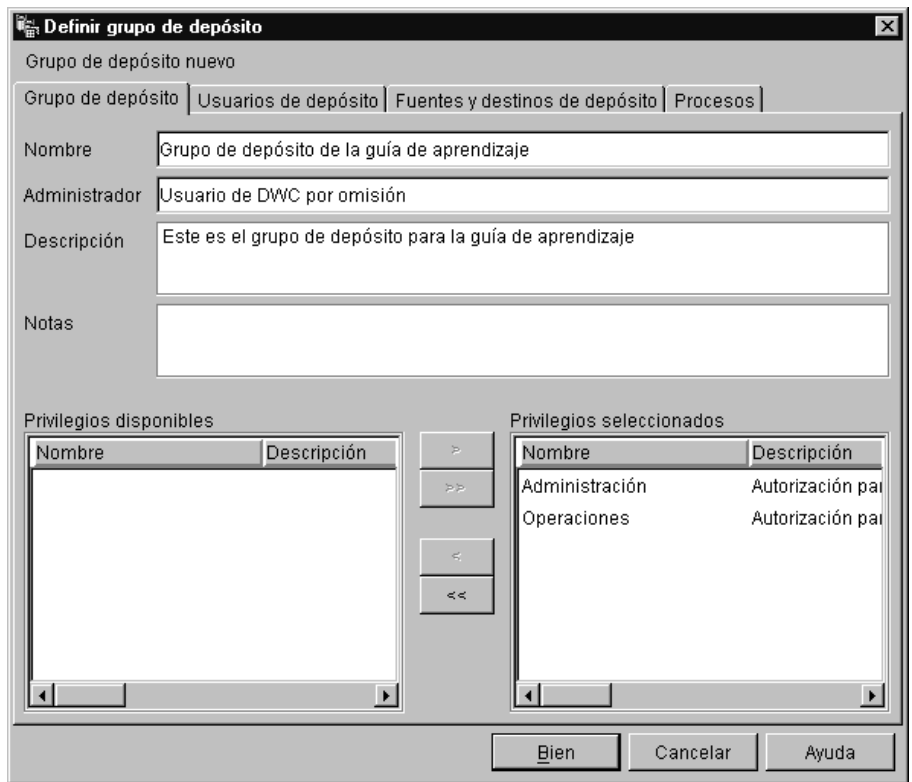 Definir grupo de depósito
Grupo de depósito nuevo
Grupo de depósito Usuarios de depósito Fuentes y destinos de depósito Procesos
Nombre Grupo de depósito de la guía de aprendizaje
Administrador Usuario de DWC por omisión
Descripción Este es el grupo de depósito para la guía de aprendizaje
Notas
Privilegios disponibles
Nombre Descripción
>
>>
<
<<
Privilegios seleccionados
Nombre Descripción
Administración Autorización par
Operaciones Autorización par
Bien Cancelar Ayuda